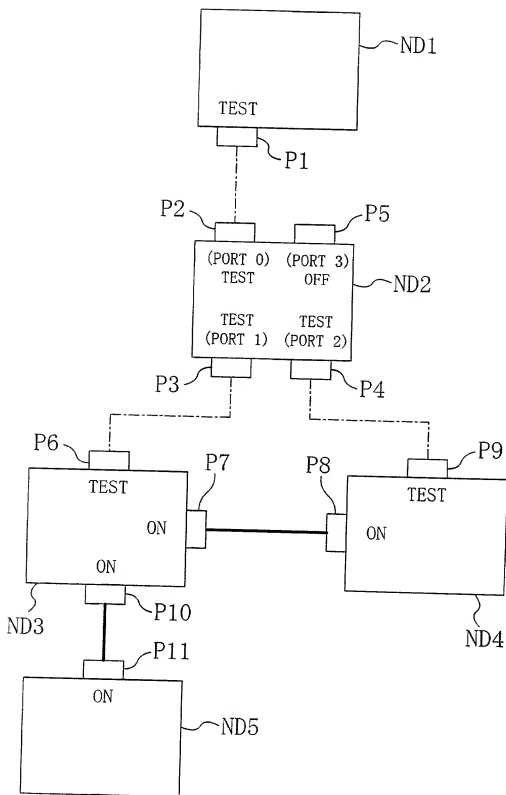 ND1
TEST
P1
P2
P5
(PORT 0) (PORT 3)
TEST OFF
ND2
TEST TEST
(PORT 1) (PORT 2)
P3
P4
P6
P7
P8
P9
TEST
TEST
ON
ON
ON
ND3
P10
ND4
P11
ON
ND5